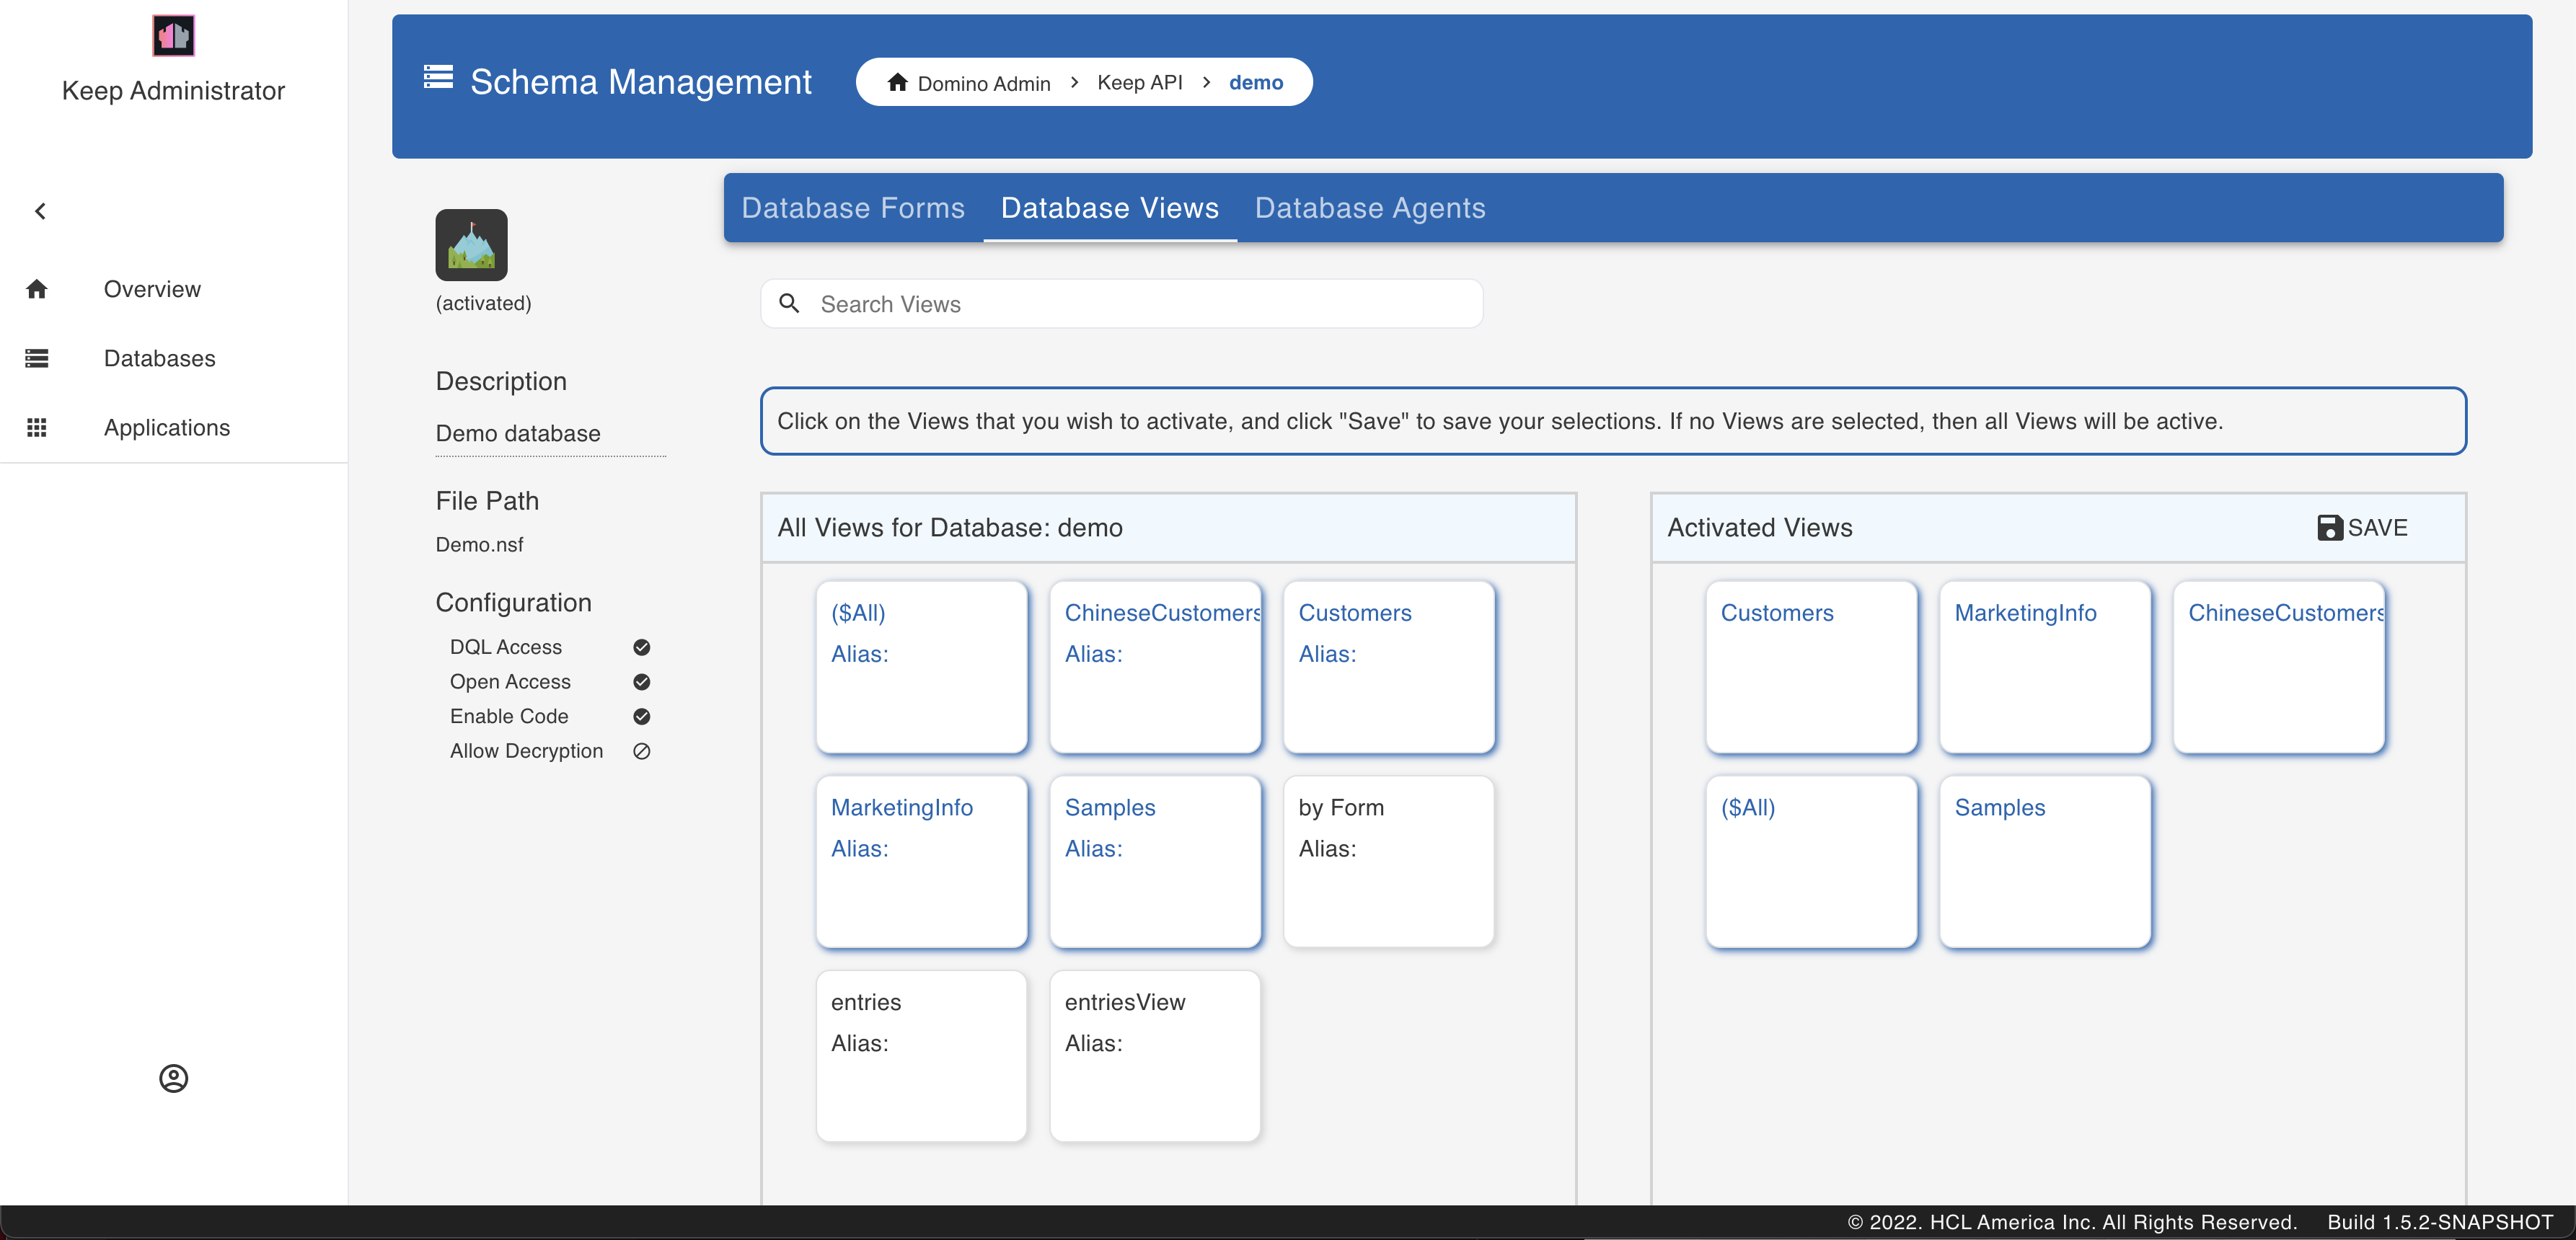 Keep Administrator
Overview
Databases
Applications
Schema Management
Domino Admin > Keep API > demo
Database Forms Database Views Database Agents
(activated)
Description
Demo database
File Path
Demo.nsf
Configuration
DQL Access
Open Access
Enable Code
Allow Decryption
Search Views
Click on the Views that you wish to activate, and click "Save" to save your selections. If no Views are selected, then all Views will be active.
All Views for Database: demo
($All)
Alias:
ChineseCustomers
Alias:
Customers
Alias:
MarketingInfo
Alias:
Samples
Alias:
by Form
Alias:
entries
Alias:
entriesView
Alias:
Activated Views
SAVE
Customers
MarketingInfo
ChineseCustomers
($All)
Samples
© 2022. HCL America Inc. All Rights Reserved. Build 1.5.2-SNAPSHOT